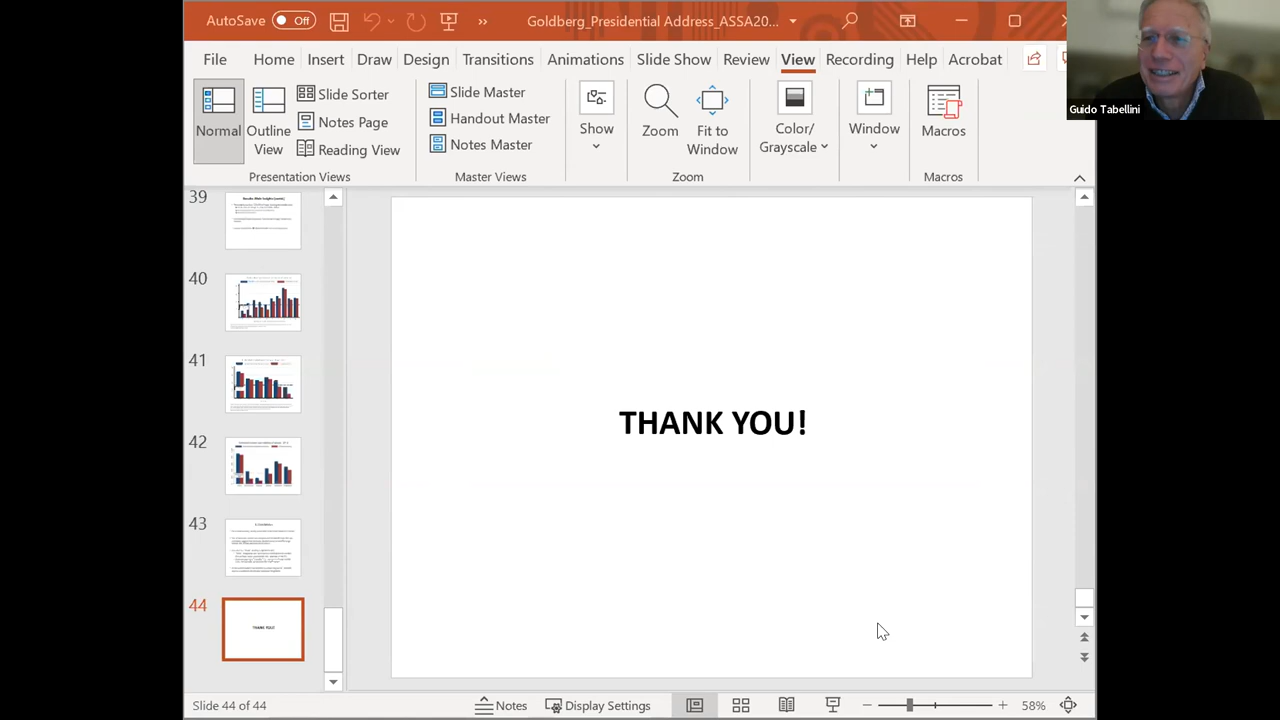 AutoSave Off Goldberg_Presidential Address_ASSA20...
File Home Insert Draw Design Transitions Animations Slide Show Review View Recording Help Acrobat
Normal
Outline View
Slide Sorter
Notes Page
Reading View
Presentation Views
Slide Master
Handout Master
Notes Master
Master Views
Show
Zoom
Fit to Window
Zoom
Color/ Grayscale
Window
Macros
Macros
Guido Tabellini
39
40
41
42
43
44
THANK YOU!
THANK YOU!
Slide 44 of 44 Notes Display Settings 58%